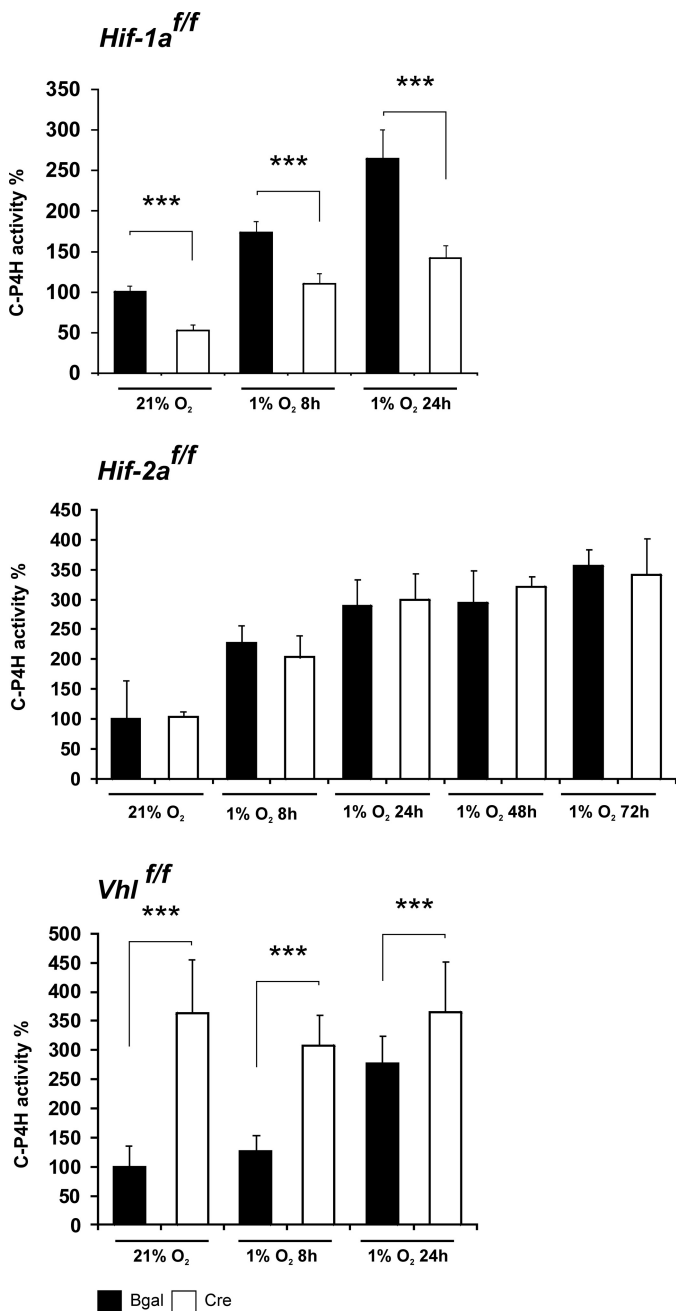 Hif-1a f/f
C-P4H activity %
350
300
250
200
150
100
50
0
***
***
***
21% O₂
1% O₂ 8h
1% O₂ 24h
Hif-2a f/f
C-P4H activity %
450
400
350
300
250
200
150
100
50
0
21% O₂
1% O₂ 8h
1% O₂ 24h
1% O₂ 48h
1% O₂ 72h
Vhl f/f
C-P4H activity %
500
450
400
350
300
250
200
150
100
50
0
***
***
***
21% O₂
1% O₂ 8h
1% O₂ 24h
Bgal
Cre